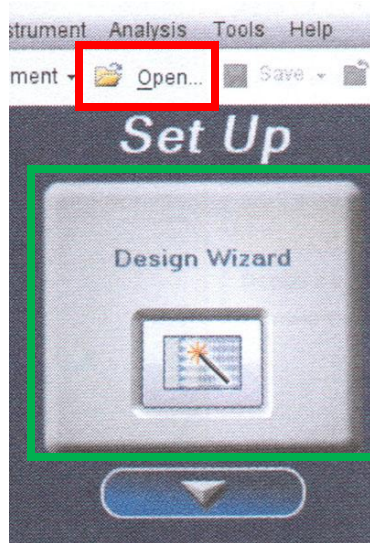 strument Analysis Tools Help
ment Open... Save
Set Up
Design Wizard